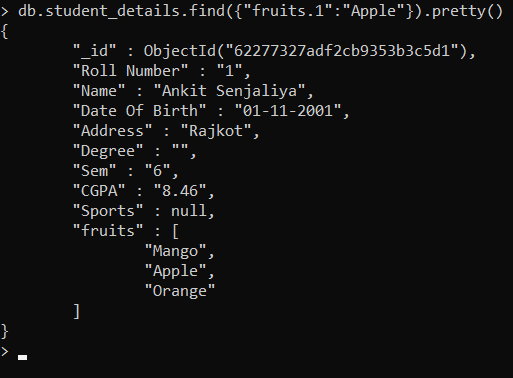 > db.student_details.find({"fruits.1":"Apple"}).pretty()
{
        "_id" : ObjectId("62277327adf2cb9353b3c5d1"),
        "Roll Number" : "1",
        "Name" : "Ankit Senjaliya",
        "Date Of Birth" : "01-11-2001",
        "Address" : "Rajkot",
        "Degree" : "",
        "Sem" : "6",
        "CGPA" : "8.46",
        "Sports" : null,
        "fruits" : [
                "Mango",
                "Apple",
                "Orange"
        ]
}
>